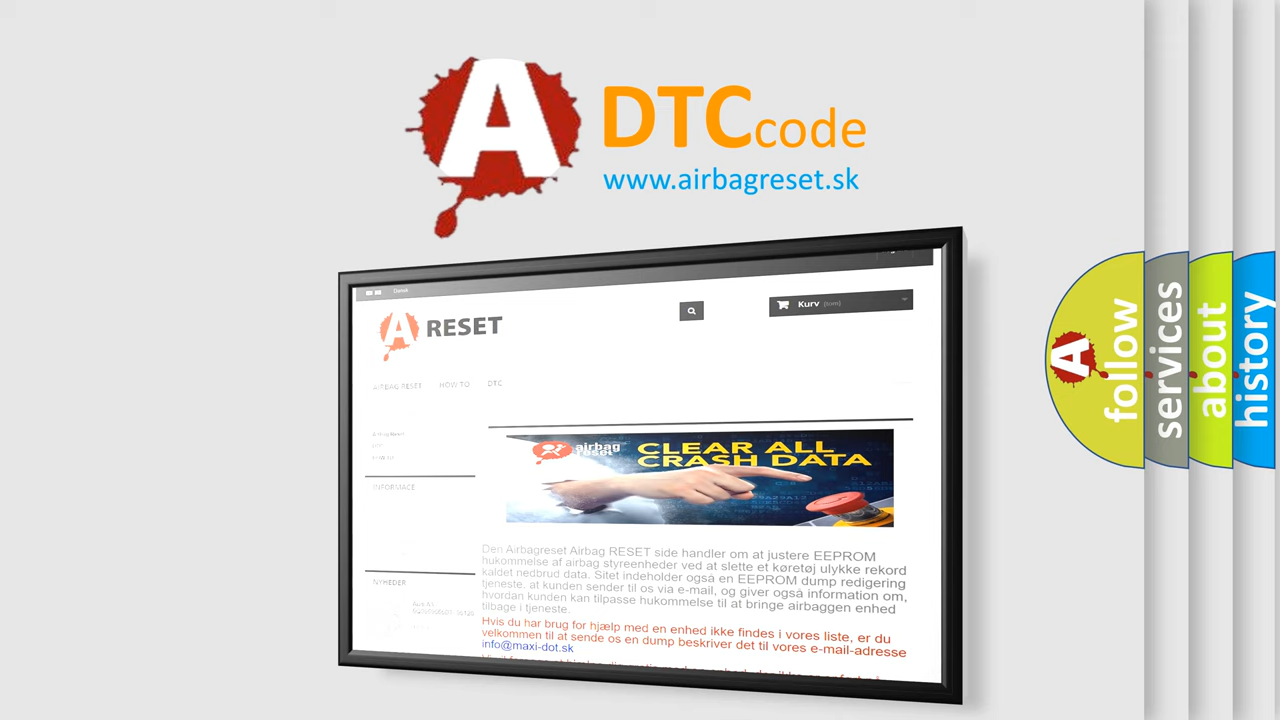 A DTC code
www.airbagreset.sk
Dansk
A RESET
Kurv (tom)
AIRBAG RESET HOW TO DTC
INFORMACE
NYHEDER
airbag
reset
CLEAR ALL
CRASH DATA
Den Airbagreset Airbag RESET side handler om at justere EEPROM
hukommelse af airbag styreenheder ved at slette et køretøj ulykke rekord
kaldet nedbrud data. Sitet indeholder også en EEPROM dump redigering
tjeneste, at kunden sender til os via e-mail, og giver også information om,
hvordan kunden kan tilpasse hukommelse til at bringe airbaggen enhed
tilbage i tjeneste.
Hvis du har brug for hjælp med en enhed ikke findes i vores liste, er du
velkommen til at sende os en dump beskriver det til vores e-mail-adresse
info@maxi-dot.sk
A follow
services
about
history